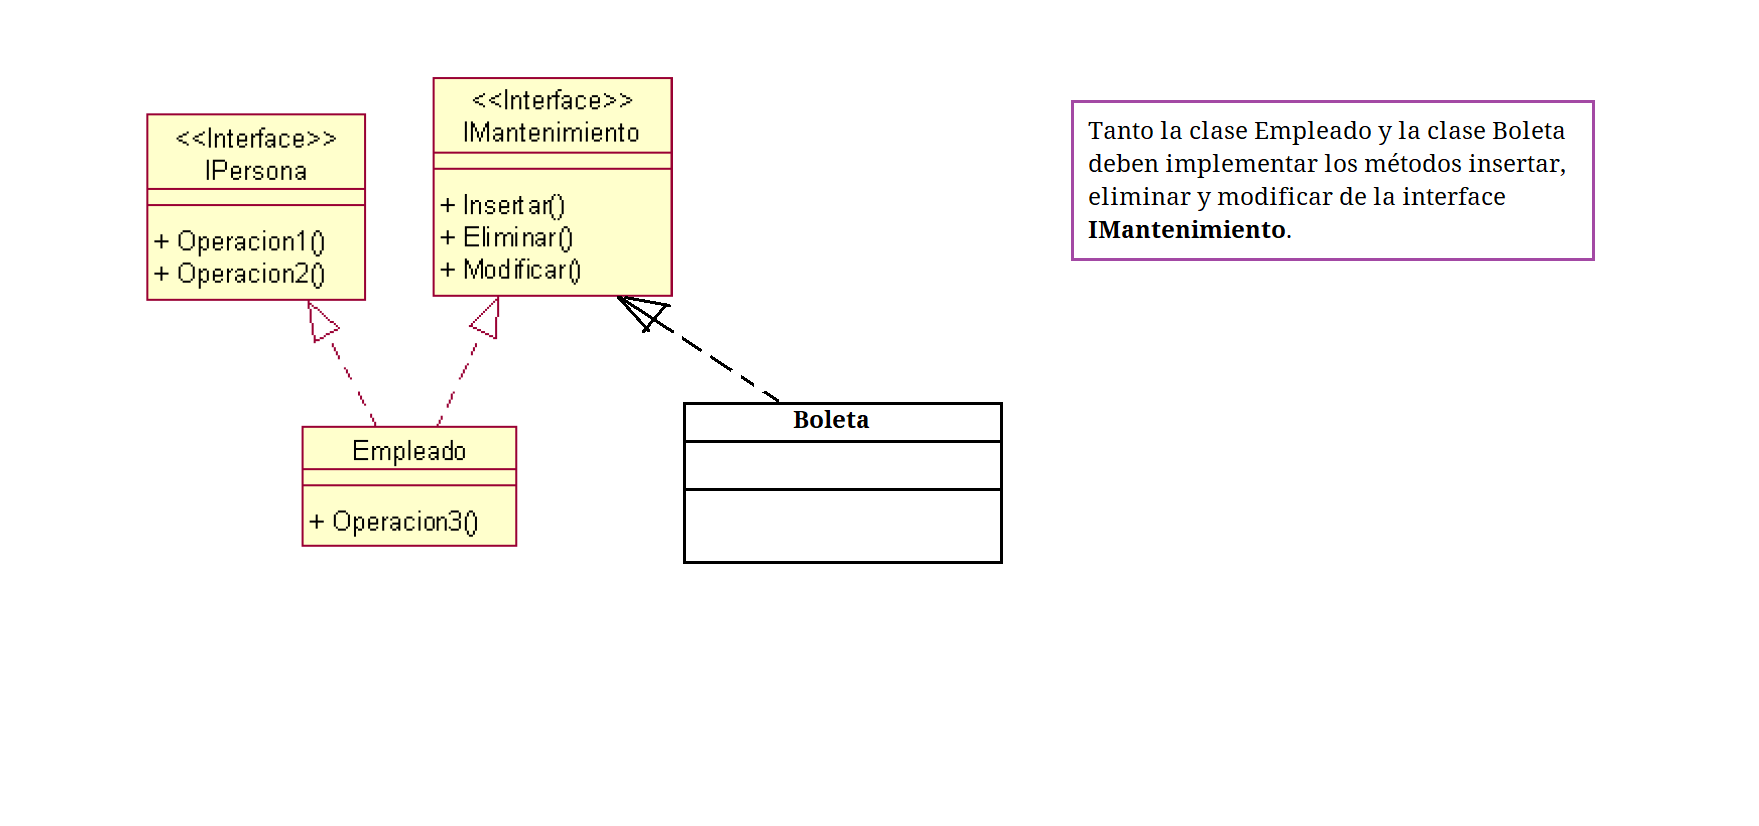 <<Interface>>
IPersona
+ Operacion1()
+ Operacion2()
<<Interface>>
IMantenimiento
+ Insertar()
+ Eliminar()
+ Modificar()
Empleado
+ Operacion3()
Boleta
Tanto la clase Empleado y la clase Boleta
deben implementar los métodos insertar,
eliminar y modificar de la interface
IMantenimiento.